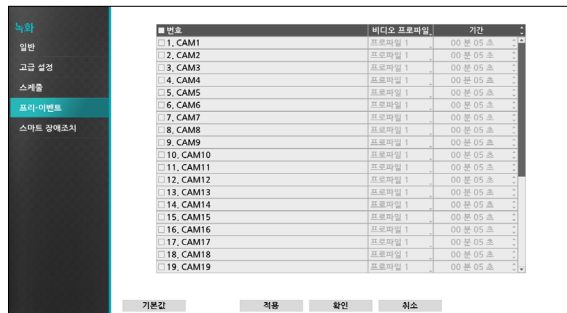 녹화
일반
고급 설정
스케줄
프리-이벤트
스마트 장애조치
번호 비디오 프로파일 기간
1, CAM1 프로파일 1 00 분 05 초
2, CAM2 프로파일 1 00 분 05 초
3, CAM3 프로파일 1 00 분 05 초
4, CAM4 프로파일 1 00 분 05 초
5, CAM5 프로파일 1 00 분 05 초
6, CAM6 프로파일 1 00 분 05 초
7, CAM7 프로파일 1 00 분 05 초
8, CAM8 프로파일 1 00 분 05 초
9, CAM9 프로파일 1 00 분 05 초
10, CAM10 프로파일 1 00 분 05 초
11, CAM11 프로파일 1 00 분 05 초
12, CAM12 프로파일 1 00 분 05 초
13, CAM13 프로파일 1 00 분 05 초
14, CAM14 프로파일 1 00 분 05 초
15, CAM15 프로파일 1 00 분 05 초
16, CAM16 프로파일 1 00 분 05 초
17, CAM17 프로파일 1 00 분 05 초
18, CAM18 프로파일 1 00 분 05 초
19, CAM19 프로파일 1 00 분 05 초
기본값 적용 확인 취소